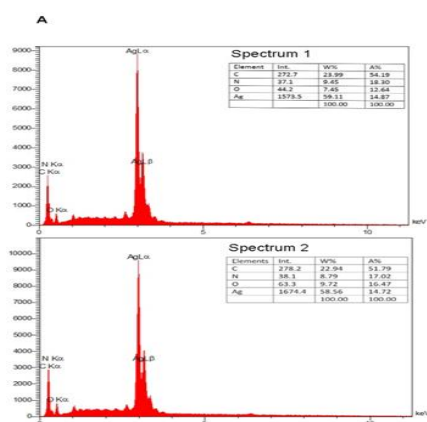 A
Spectrum 1
AgLα
9000
8000
7000
6000
5000
4000
3000
2000
1000
0
Element Int. W% A%
C 272.7 23.99 54.19
N 37.1 9.45 18.30
O 44.2 7.45 12.64
Ag 1573.5 59.11 14.87
100.00 100.00
AgLβ
N Kα
C Kα
O Kα
0 5 10
keV
Spectrum 2
AgLα
10000
9000
8000
7000
6000
5000
4000
3000
2000
1000
0
Elements Int. W% A%
C 278.2 22.94 51.79
N 38.1 8.79 17.02
O 63.3 9.72 16.47
Ag 1674.4 58.56 14.72
100.00 100.00
AgLβ
N Kα
C Kα
O Kα
keV